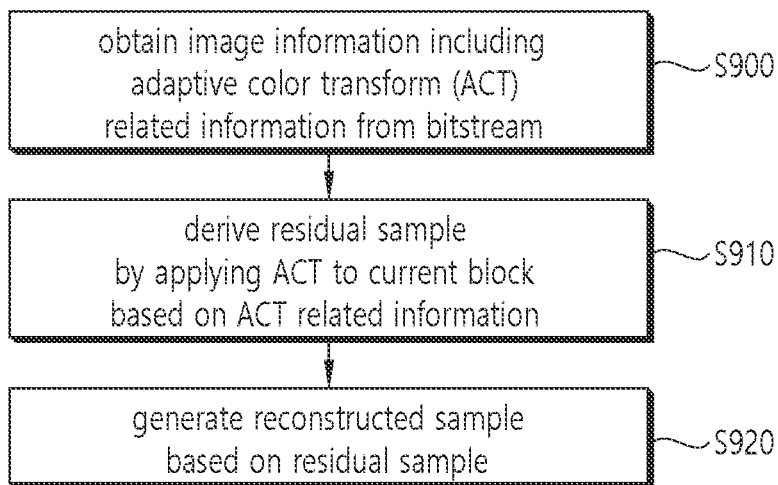 obtain image information including
adaptive color transform (ACT)
related information from bitstream
S900
derive residual sample
by applying ACT to current block
based on ACT related information
S910
generate reconstructed sample
based on residual sample
S920